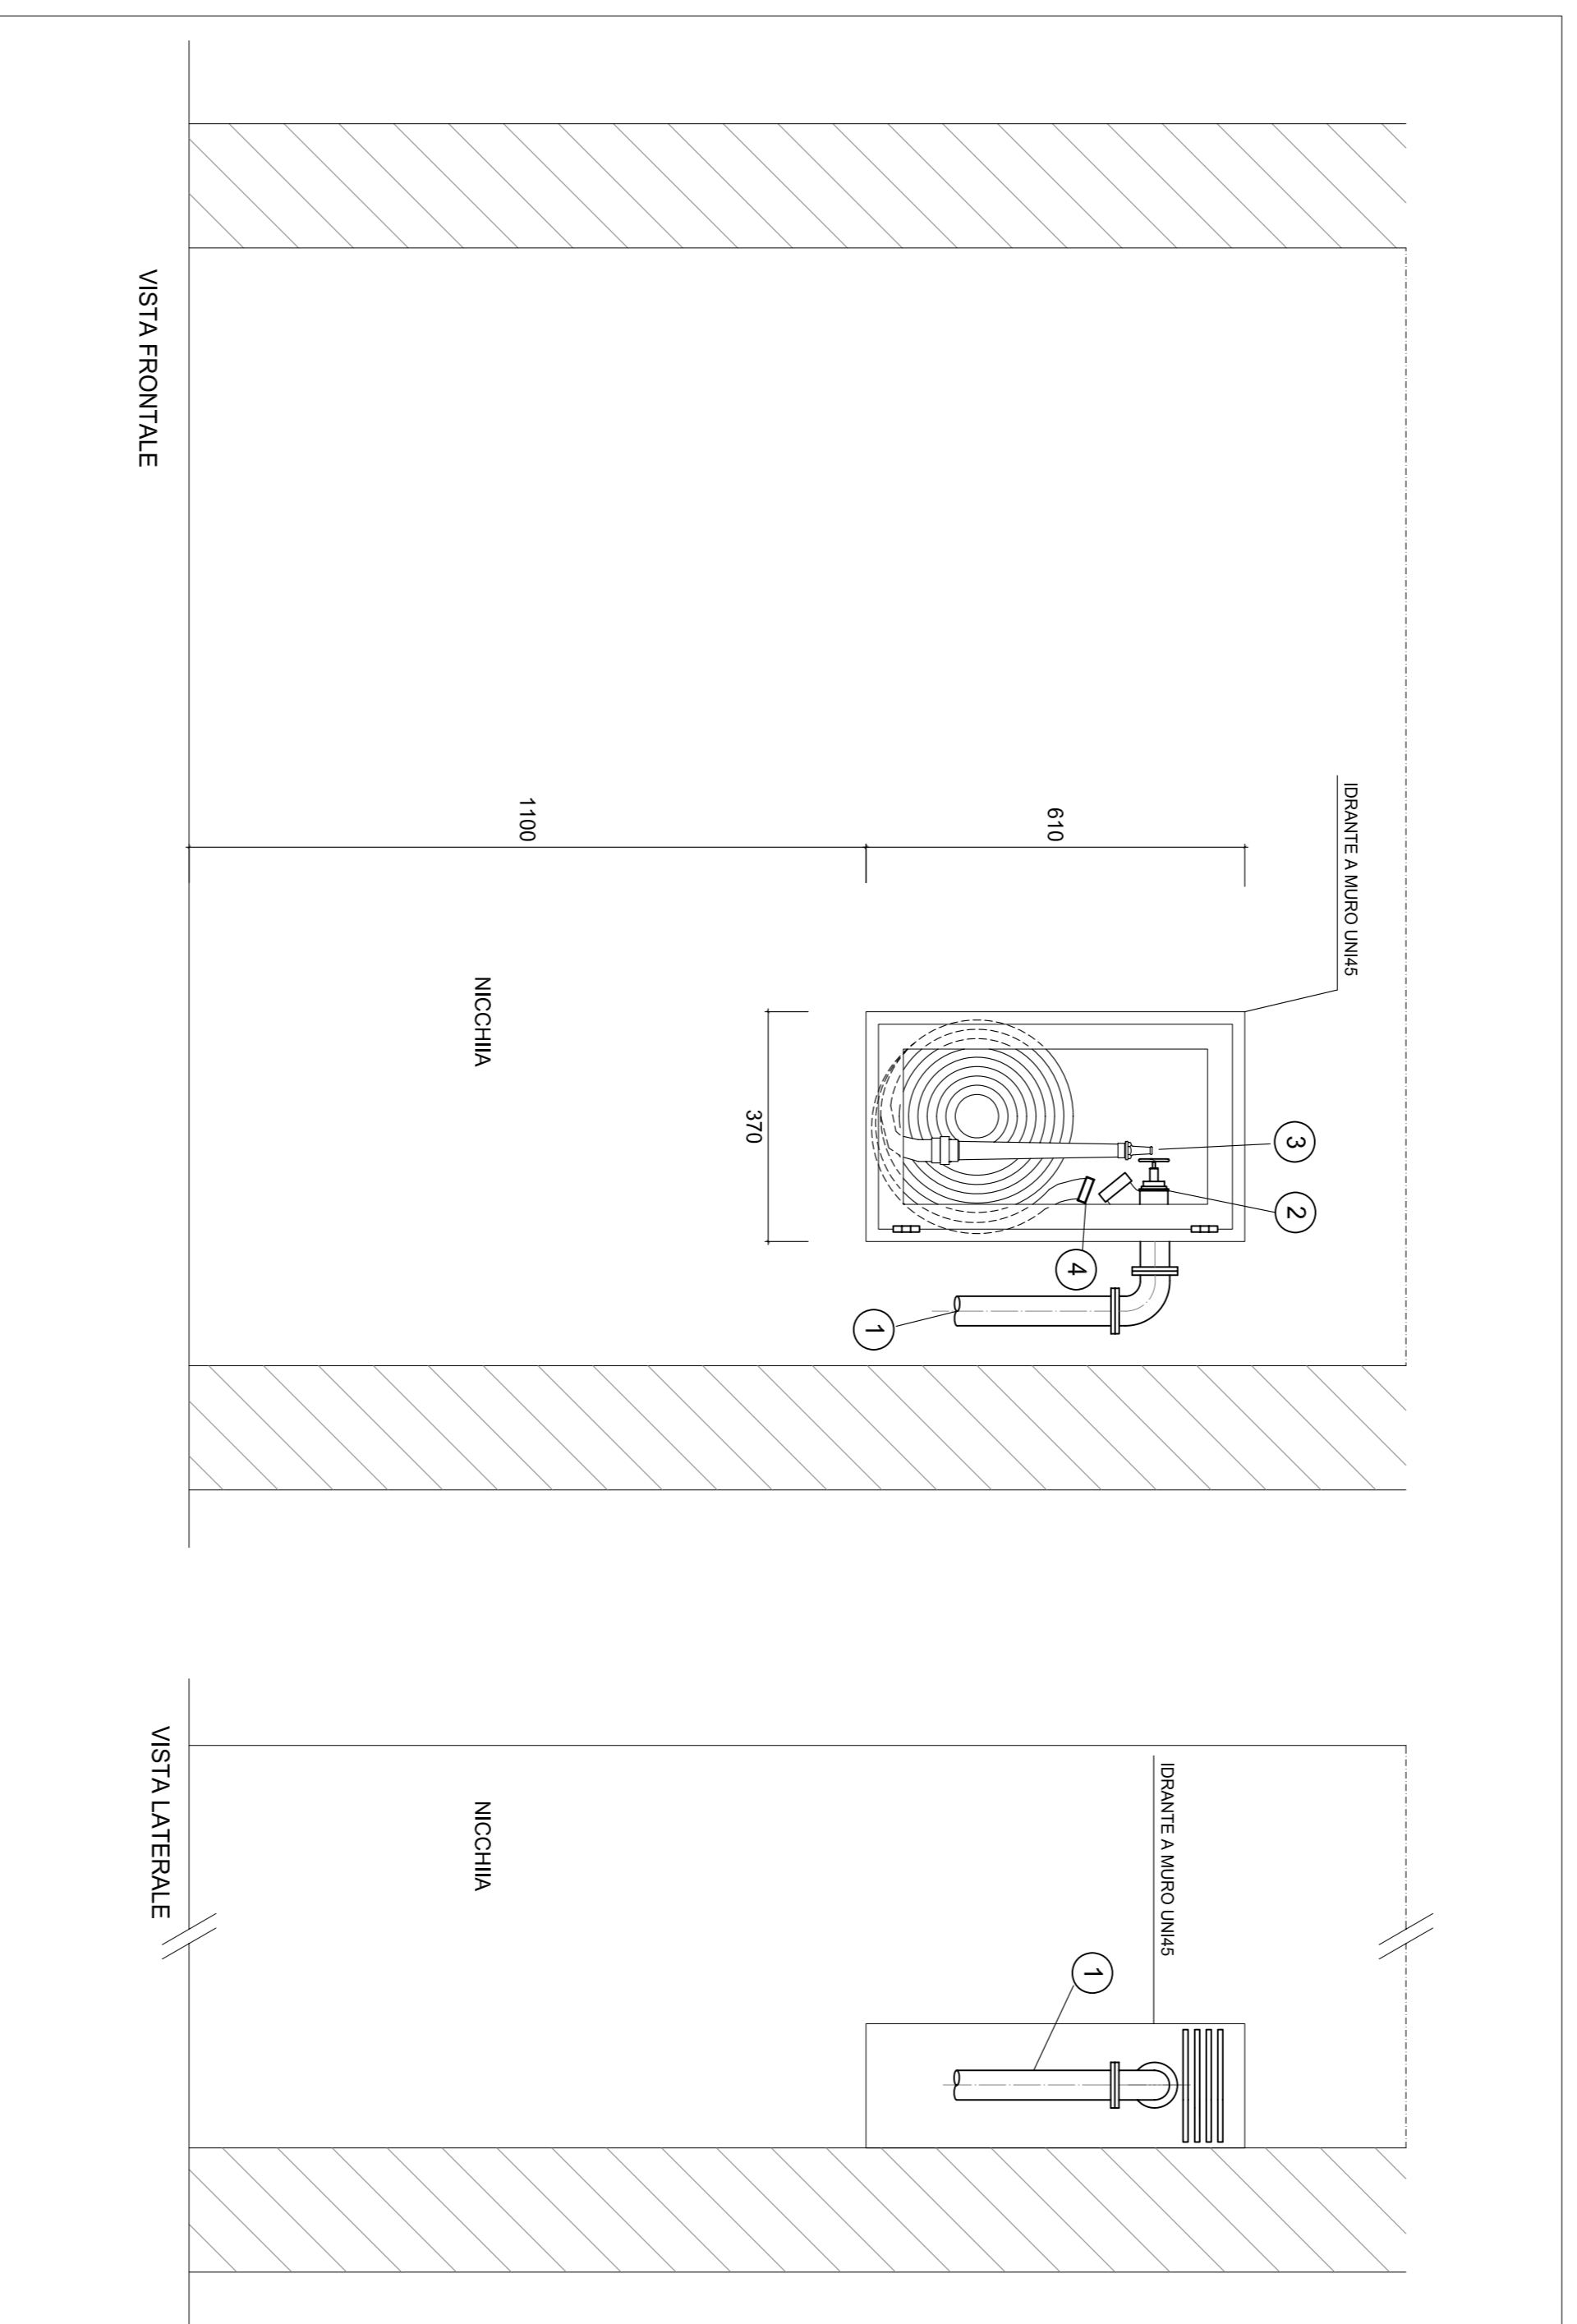 IDRANTE A MURO UNI45
3
2
610
4
1
1100
370
NICCHIIA
VISTA FRONTALE
IDRANTE A MURO UNI45
1
NICCHIIA
VISTA LATERALE